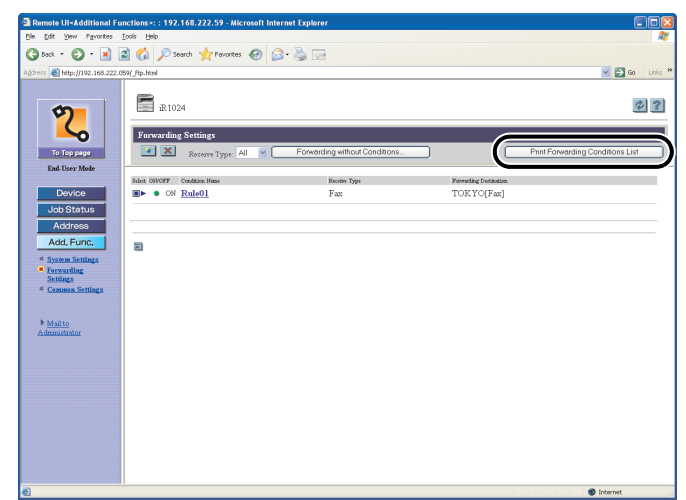 Remote UI<Additional Functions>: : 192.168.222.59 - Microsoft Internet Explorer
File Edit View Favorites Tools Help
Back Search Favorites
Address http://192.168.222.059/_ftp.html Go Links »
iR1024
Forwarding Settings
Receive Type: All Forwarding without Conditions... Print Forwarding Conditions List
To Top page
End-User Mode
Select ON/OFF Condition Name Receive Type Forwarding Destination
ON Rule01 Fax TOKYO[Fax]
Device
Job Status
Address
Add. Func.
System Settings
Forwarding
Settings
Common Settings
Mail to
Administrator
Internet